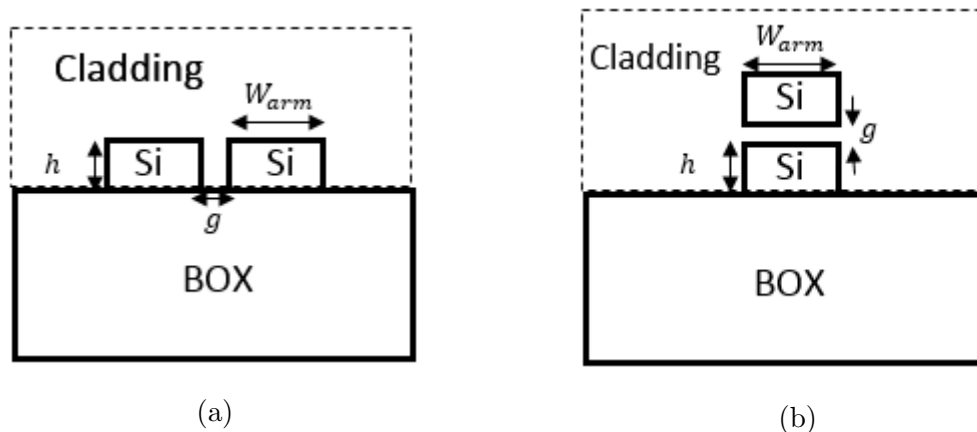 Cladding
W_arm
h
Si
Si
g
BOX
(a)
W_arm
Cladding
Si
g
h
Si
BOX
(b)